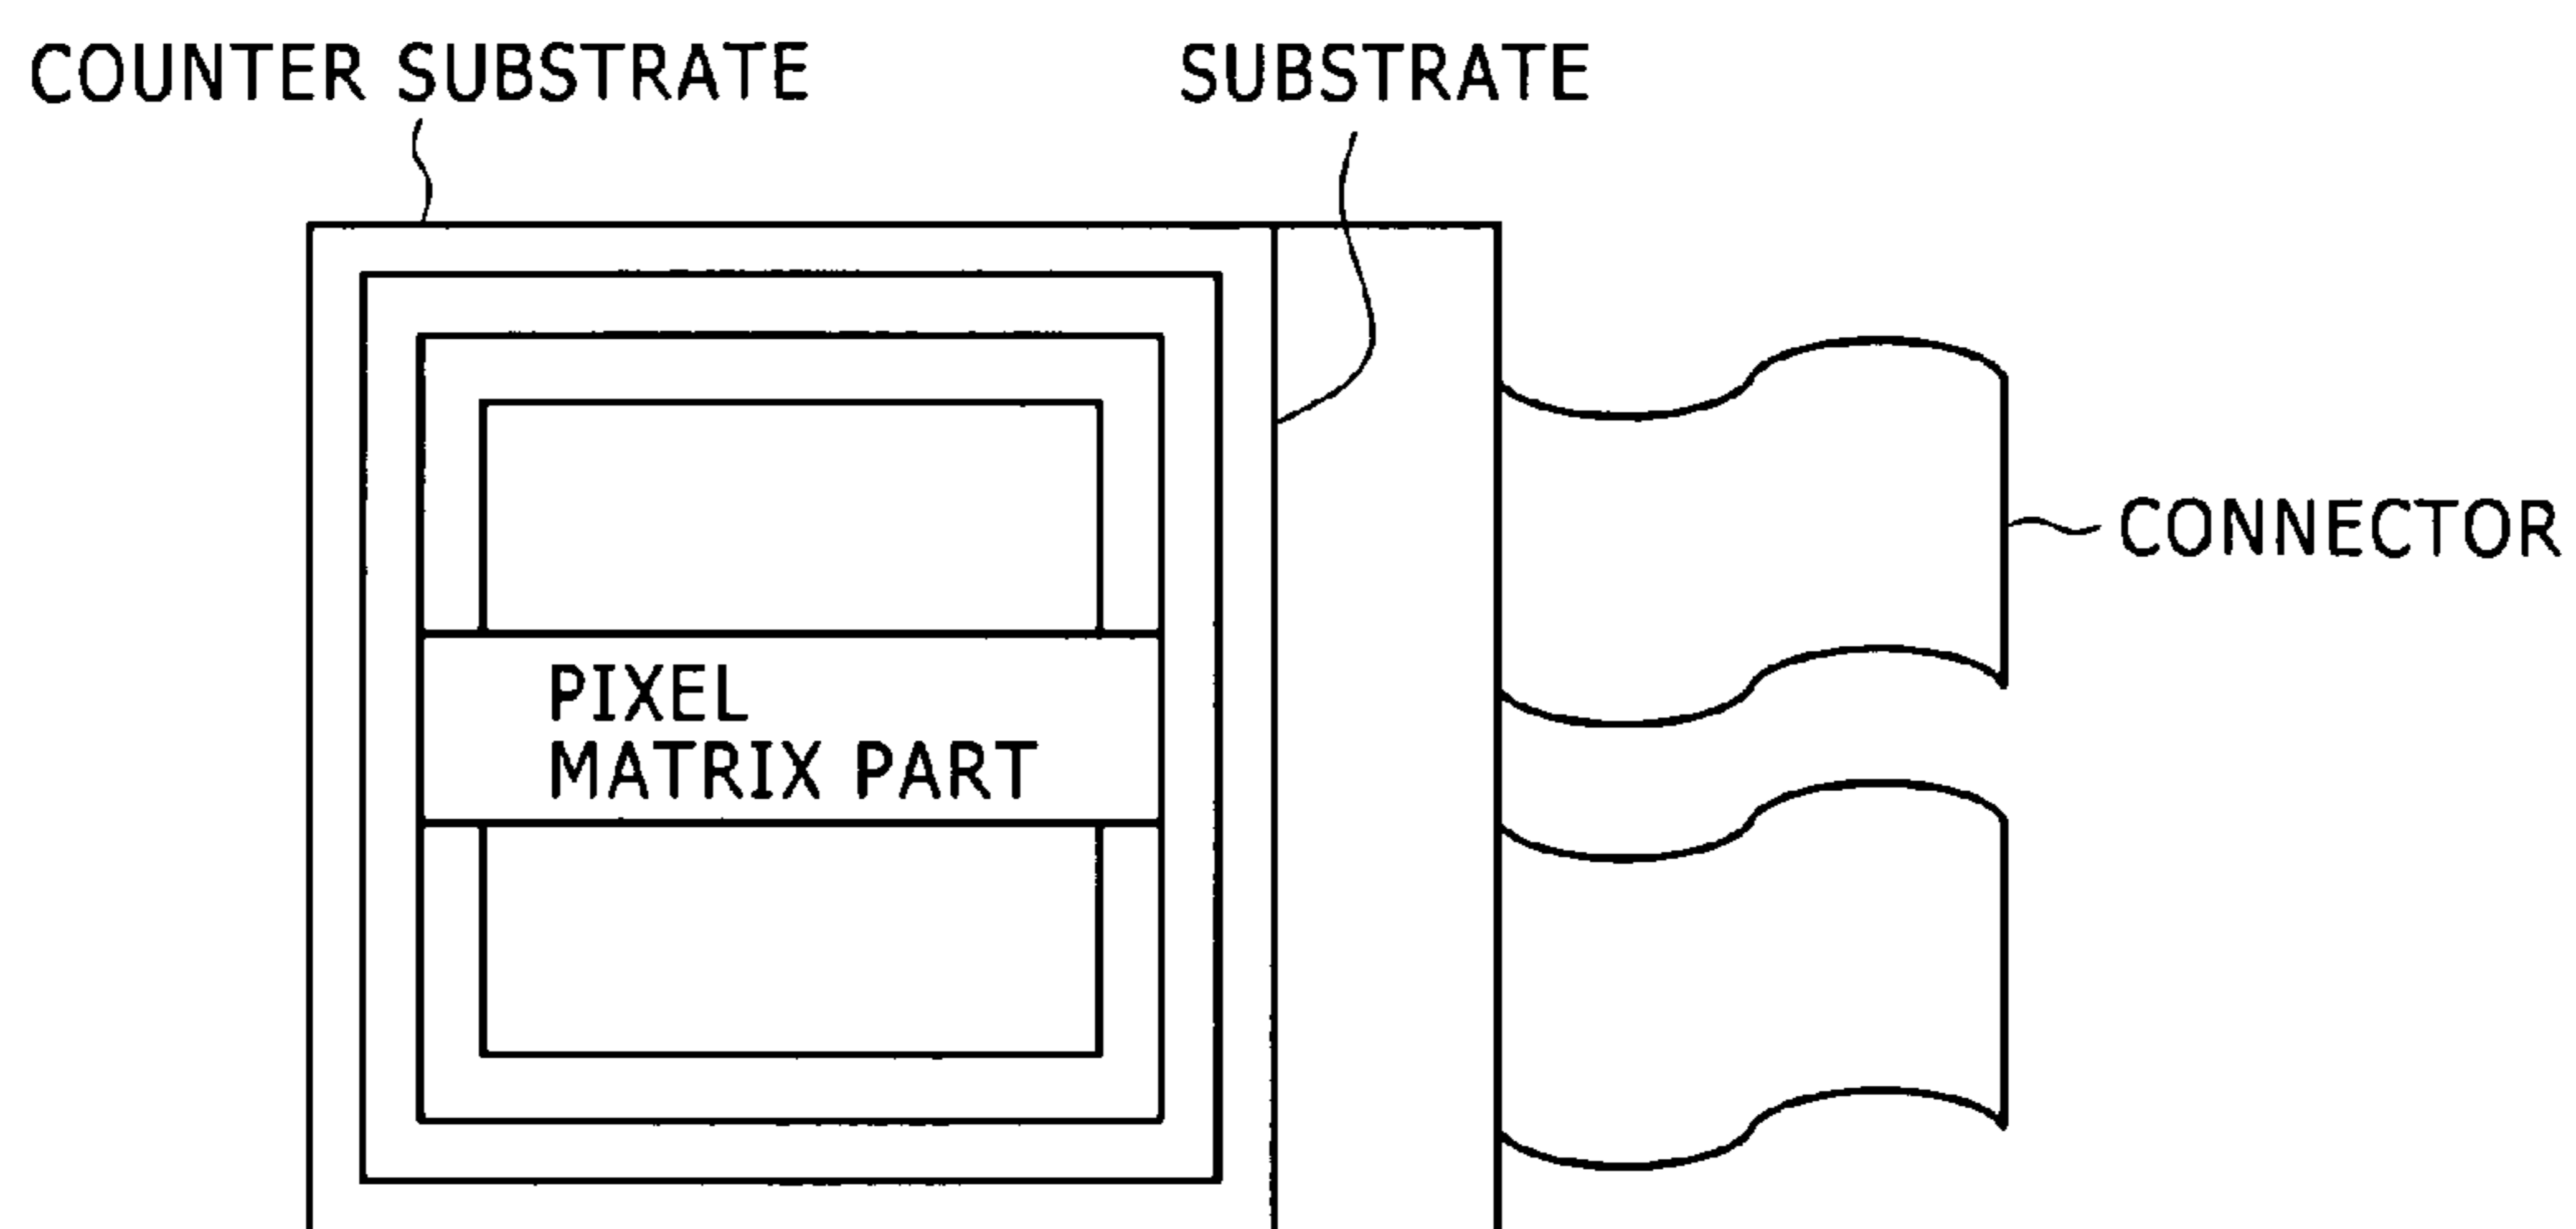 COUNTER SUBSTRATE
SUBSTRATE
CONNECTOR
PIXEL
MATRIX PART